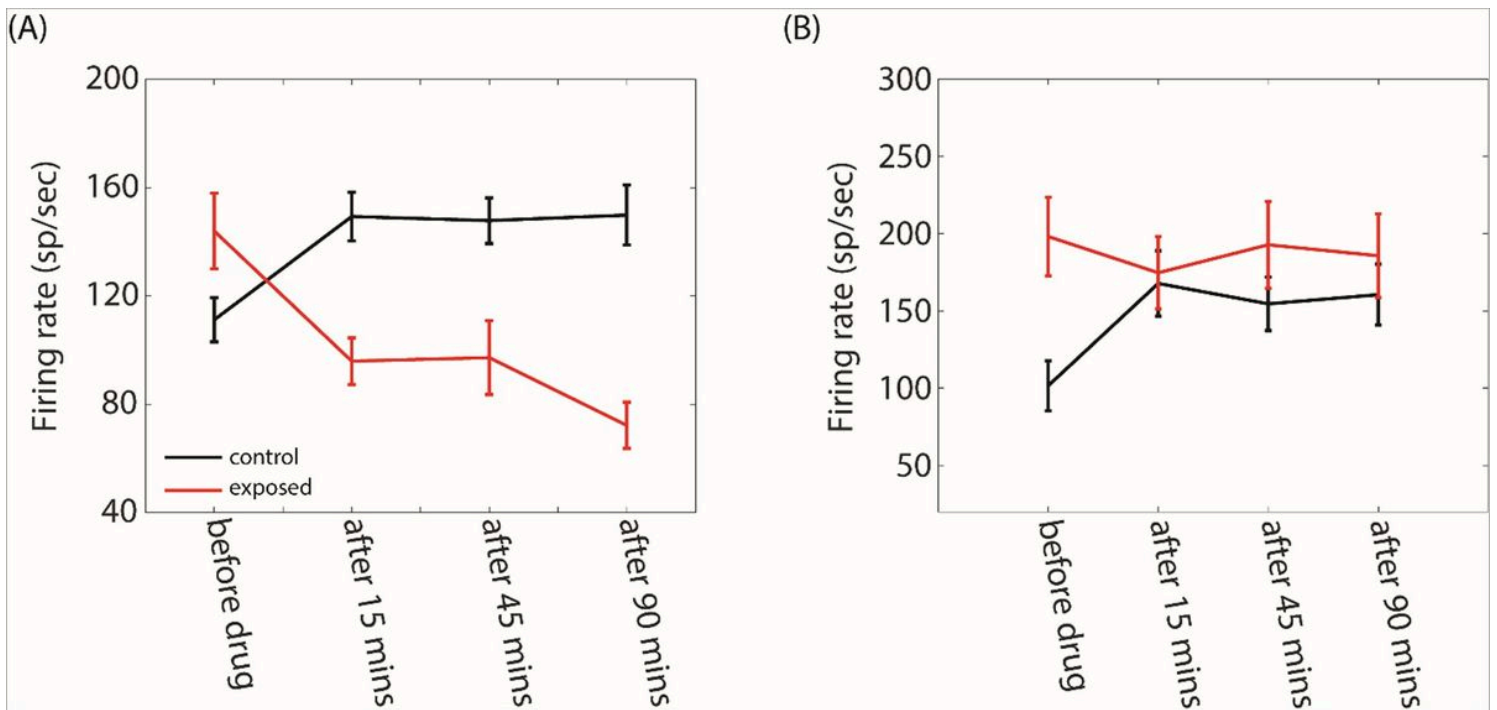 (A)
Firing rate (sp/sec)
200
160
120
80
40
control
exposed
before drug
after 15 mins
after 45 mins
after 90 mins
(B)
Firing rate (sp/sec)
300
250
200
150
100
50
before drug
after 15 mins
after 45 mins
after 90 mins